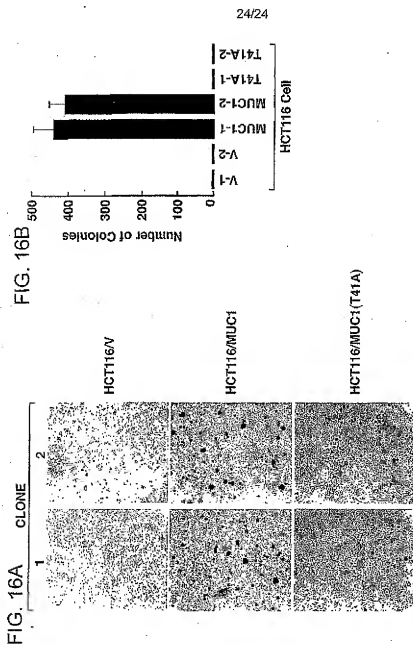 24/24
FIG. 16A
CLONE
1
2
HCT116/V
HCT116/MUC1
HCT116/MUC1(T41A)
FIG. 16B
Number of Colonies
500
400
300
200
100
0
V-1
V-2
MUC1-1
MUC1-2
T41A-1
T41A-2
HCT116 Cell